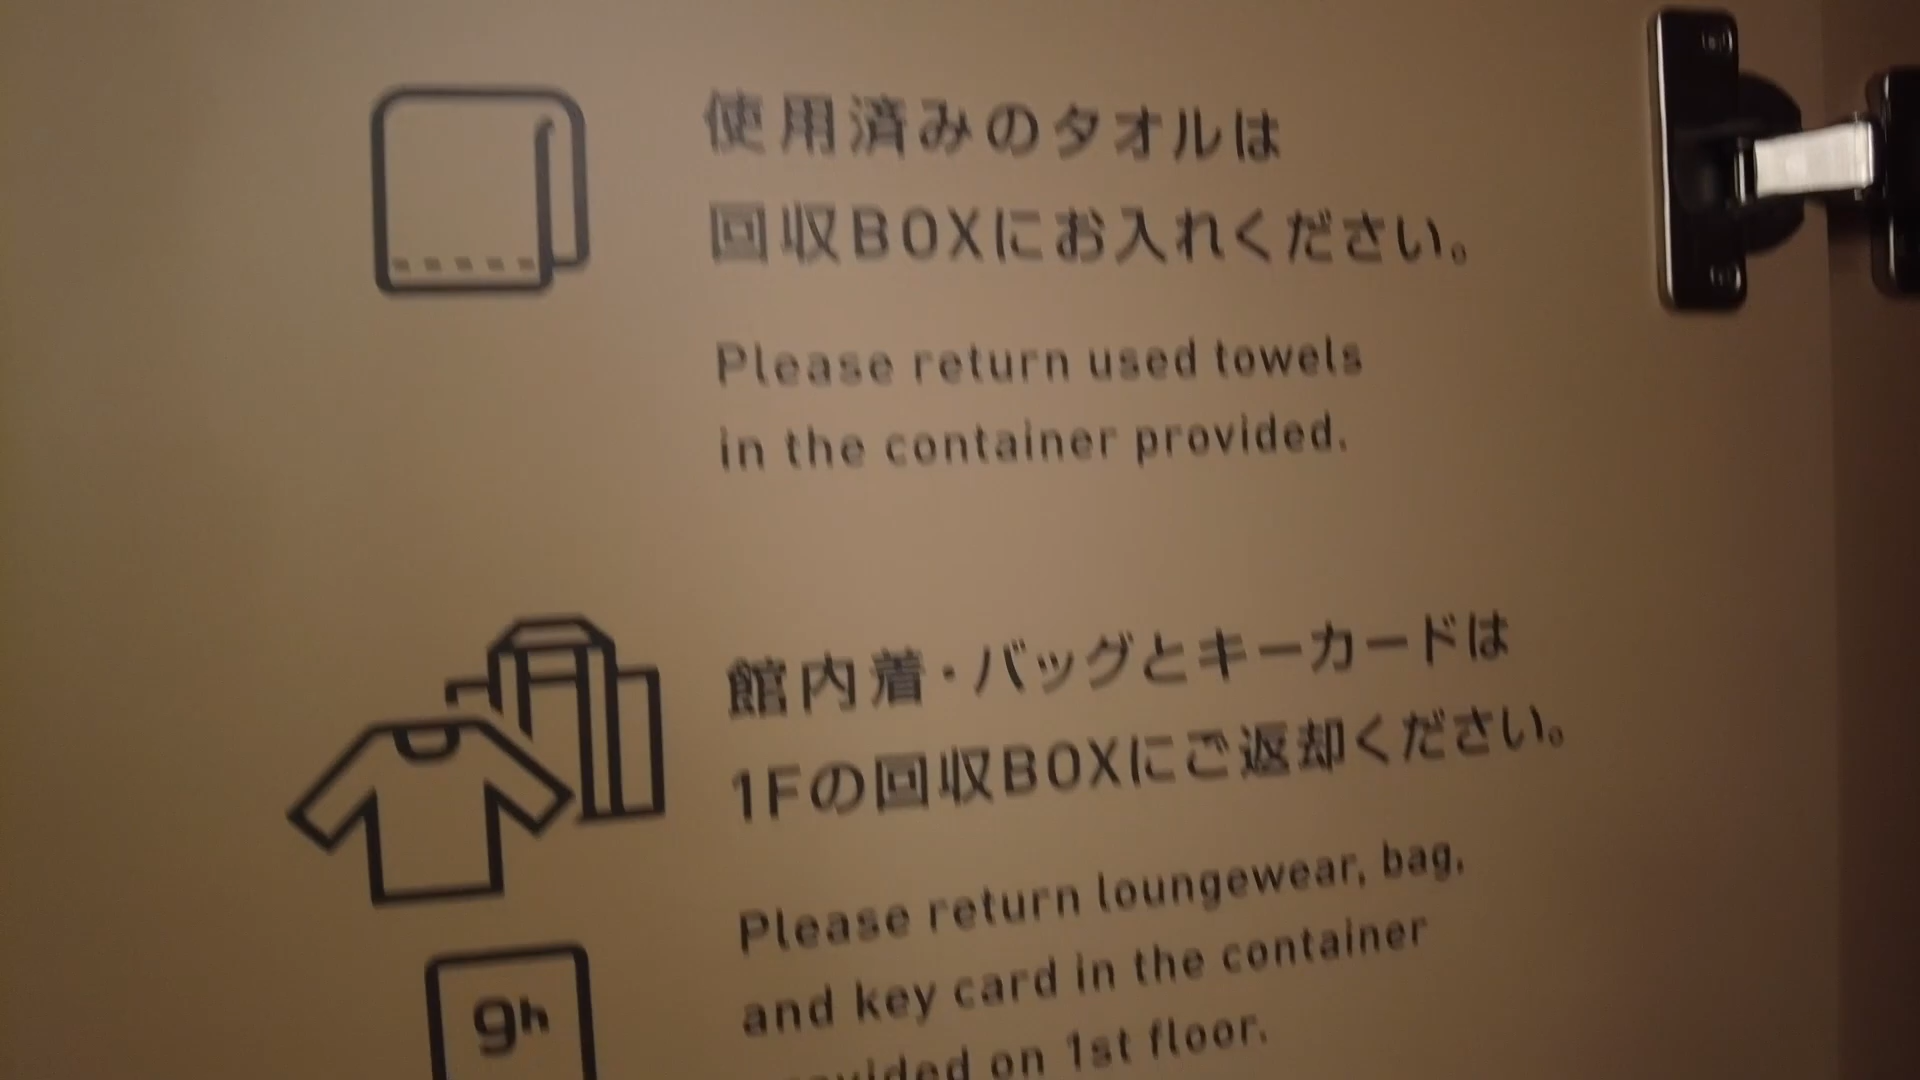 使用済みのタオルは
回収BOXにお入れください。
Please return used towels
in the container provided.
館内着・バッグとキーカードは
1Fの回収BOXにご返却ください。
Please return loungewear, bag,
and key card in the container
provided on 1st floor.
9h